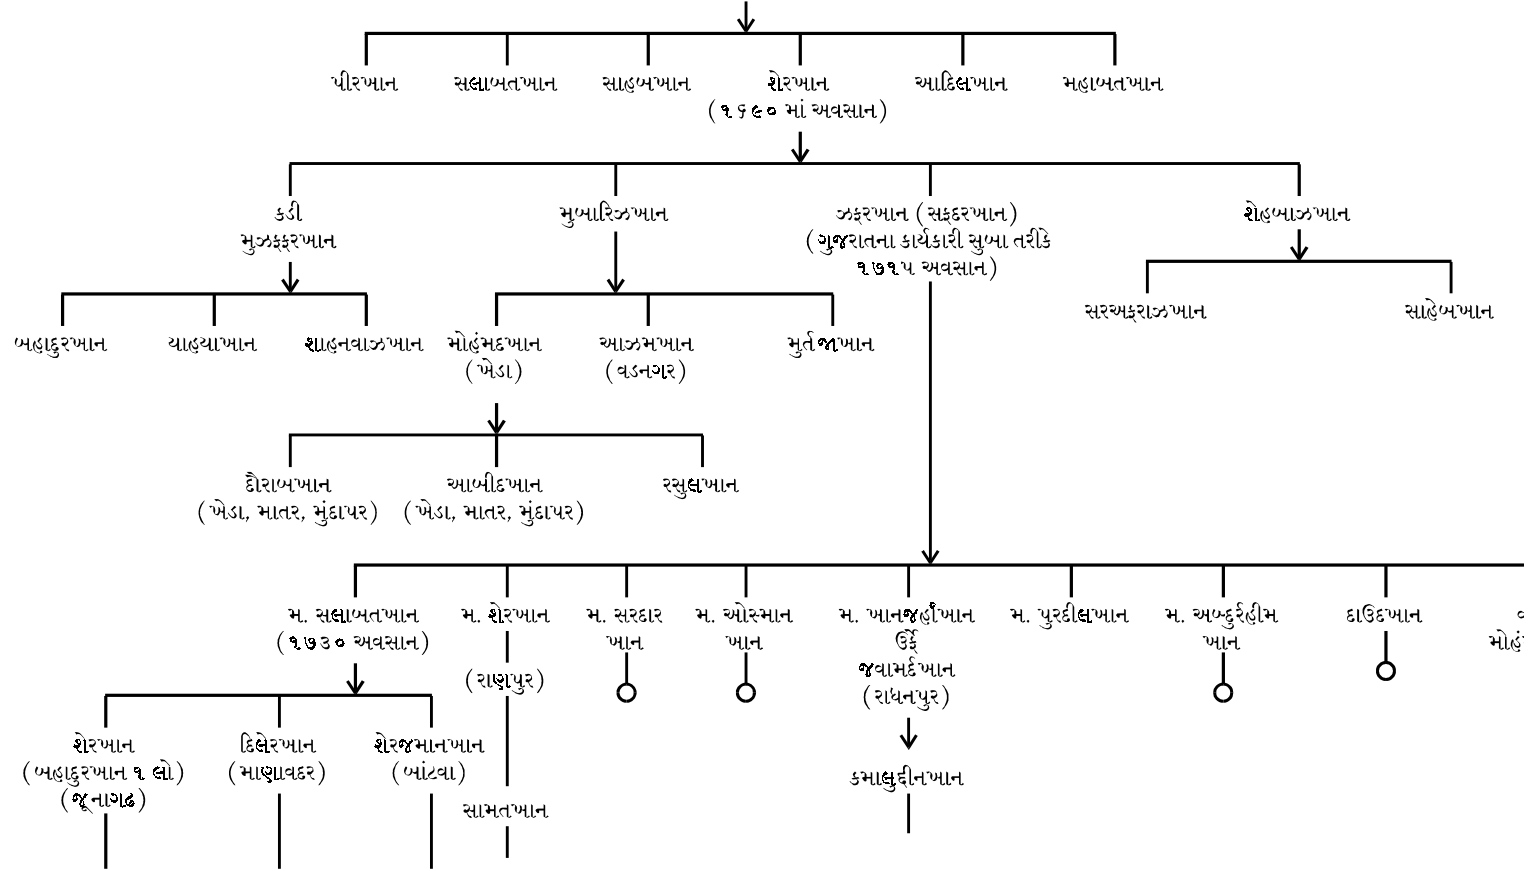 પીરખાન સલાબતખાન સાહબખાન શેરખાન આદિલખાન મહાબતખાન
(૧૬૯૦ માં અવસાન)
કડી મુબારિઝખાન ઝફરખાન (સફદરખાન) શેહબાઝખાન
મુઝફ્ફરખાન (ગુજરાતના કાર્યકારી સુબા તરીકે
૧૭૧૫ અવસાન)
સરઅફરાઝખાન સાહેબખાન
બહાદુરખાન યાહયાખાન શાહનવાઝખાન મોહંમદખાન આઝમખાન મુર્તજાખાન
(ખેડા) (વડનગર)
દૌરાબખાન આબીદખાન રસુલખાન
(ખેડા, માતર, મુંદાપર) (ખેડા, માતર, મુંદાપર)
મ. સલાબતખાન મ. શેરખાન મ. સરદાર મ. ઓસ્માન મ. ખાનજહાઁખાન મ. પુરદીલખાન મ. અબ્દુર્રહીમ દાઉદખાન
(૧૭૩૦ અવસાન) ખાન ખાન ઉર્ફે ખાન
જવામર્દખાન
(રાણપુર) (રાધનપુર)
શેરખાન દિલેરખાન શેરજમાનખાન
(બહાદુરખાન ૧ લો) (માણાવદર) (બાંટવા) કમાલુદ્દીનખાન
(જૂનાગઢ)
સામતખાન